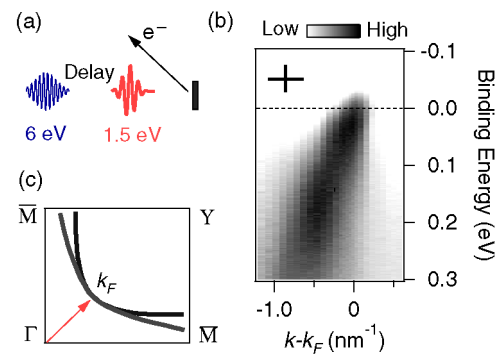 (a)
e⁻
Delay
6 eV
1.5 eV
(b)
Low High
-0.1
0.0
0.1
0.2
0.3
Binding Energy (eV)
-1.0 0
k-k_F (nm⁻¹)
(c)
M̅ Y
k_F
Γ M̅